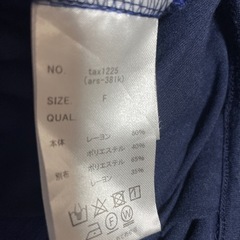 NO. tax1225
(arc-381k)
SIZE. F
QUAL.
本体 レーヨン 60%
ポリエステル 40%
別布 ポリエステル 65%
レーヨン 35%